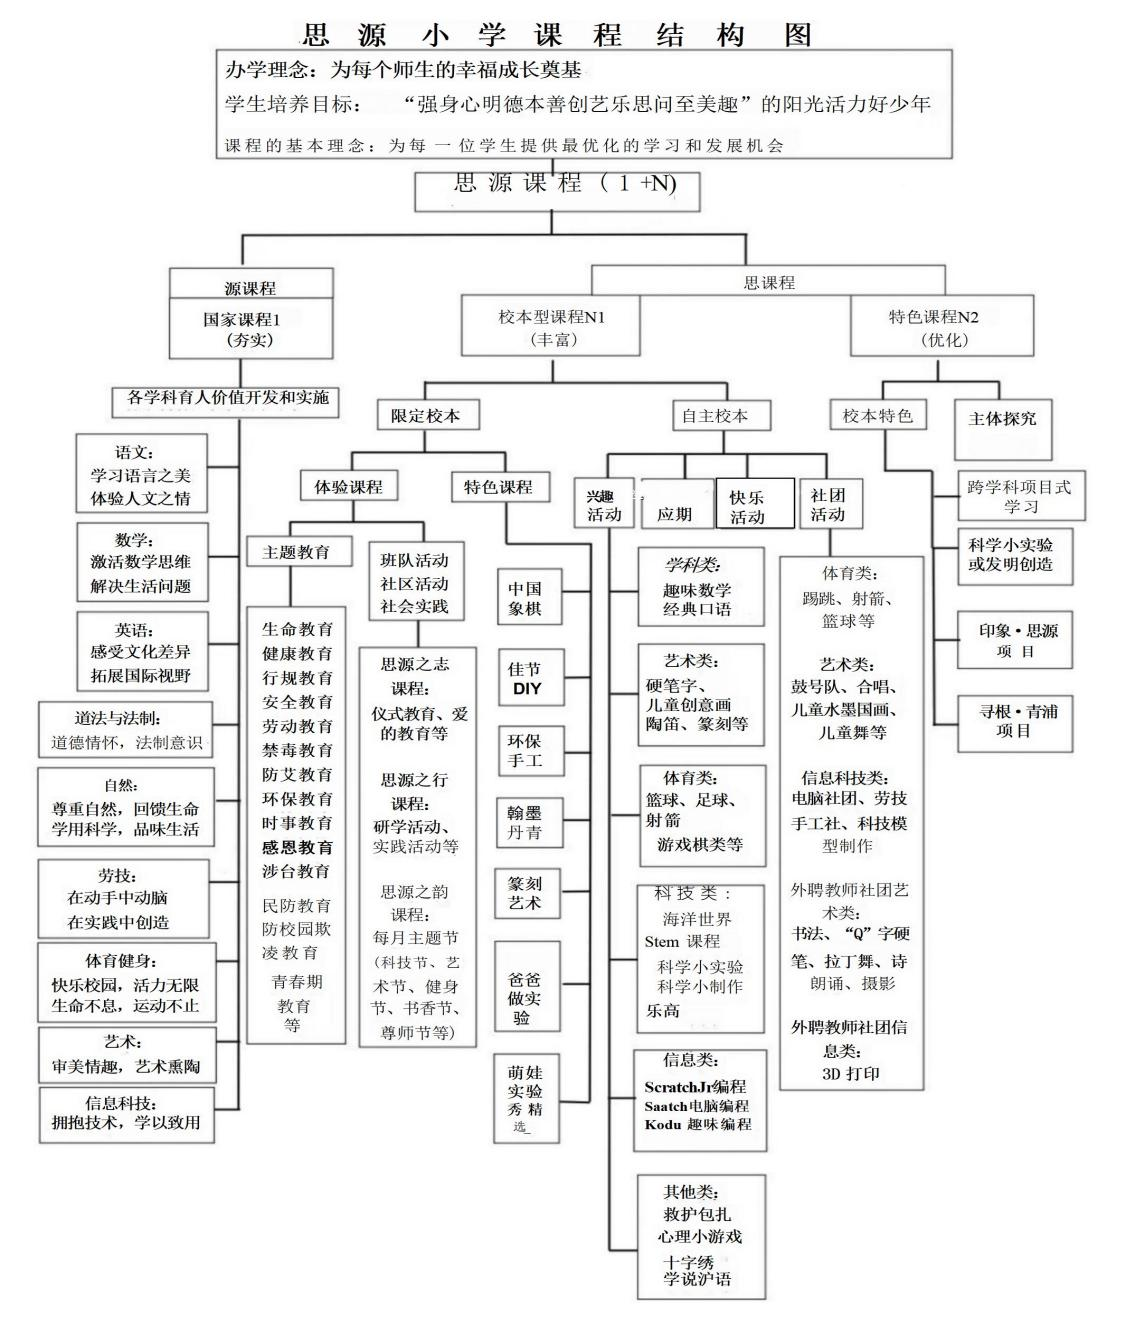 思源小学课程结构图
办学理念：为每个师生的幸福成长奠基
学生培养目标： “强身心明德本善创艺乐思问至美趣”的阳光活力好少年
课程的基本理念：为每一位学生提供最优化的学习和发展机会
思源课程（1+N)
源课程
国家课程1
(夯实)
思课程
校本型课程N1
(丰富)
特色课程N2
(优化)
各学科育人价值开发和实施
语文：
学习语言之美
体验人文之情
数学：
激活数学思维
解决生活问题
英语：
感受文化差异
拓展国际视野
道法与法制：
道德情怀，法制意识
自然：
尊重自然，回馈生命
学用科学，品味生活
劳技：
在动手中动脑
在实践中创造
体育健身：
快乐校园，活力无限
生命不息，运动不止
艺术：
审美情趣，艺术熏陶
信息科技：
拥抱技术，学以致用
限定校本
自主校本
校本特色
主体探究
体验课程
特色课程
主题教育
班队活动
社区活动
社会实践
生命教育
健康教育
行规教育
安全教育
劳动教育
禁毒教育
防艾教育
环保教育
时事教育
感恩教育
涉台教育
民防教育
防校园欺
凌教育
青春期
教育
等
思源之志
课程：
仪式教育、爱
的教育等
思源之行
课程：
研学活动、
实践活动等
思源之韵
课程：
每月主题节
(科技节、艺
术节、健身
节、书香节、
尊师节等)
中国
象棋
佳节
DIY
环保
手工
翰墨
丹青
篆刻
艺术
爸爸
做实
验
萌娃
实验
秀精
选_
兴趣
活动
应期
快乐
活动
社团
活动
学科类：
趣味数学
经典口语
艺术类：
硬笔字、
儿童创意画
陶笛、篆刻等
体育类：
篮球、足球、
射箭
游戏棋类等
科技类：
海洋世界
Stem 课程
科学小实验
科学小制作
乐高
信息类：
ScratchJr编程
Saatch电脑编程
Kodu 趣味编程
其他类：
救护包扎
心理小游戏
十字绣
学说沪语
体育类：
踢跳、射箭、
篮球等
艺术类：
鼓号队、合唱、
儿童水墨国画、
儿童舞等
信息科技类：
电脑社团、劳技
手工社、科技模
型制作
外聘教师社团艺
术类：
书法、“Q”字硬
笔、拉丁舞、诗
朗诵、摄影
外聘教师社团信
息类：
3D 打印
跨学科项目式
学习
科学小实验
或发明创造
印象·思源
项目
寻根·青浦
项目